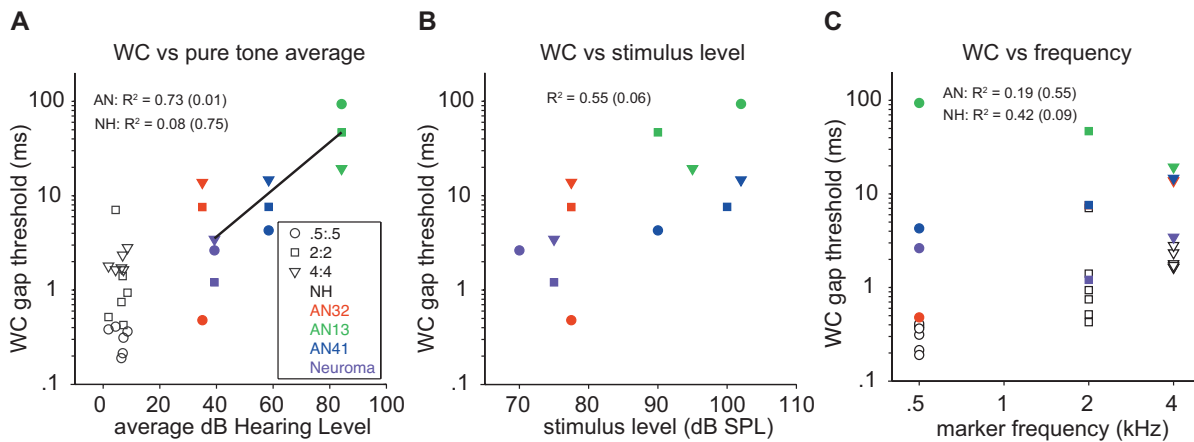 A
WC vs pure tone average
AN: R² = 0.73 (0.01)
NH: R² = 0.08 (0.75)
WC gap threshold (ms)
100
10
1
.1
0 20 40 60 80 100
average dB Hearing Level
.5:.5
2:2
4:4
NH
AN32
AN13
AN41
Neuroma
B
WC vs stimulus level
R² = 0.55 (0.06)
WC gap threshold (ms)
100
10
1
.1
70 80 90 100 110
stimulus level (dB SPL)
C
WC vs frequency
AN: R² = 0.19 (0.55)
NH: R² = 0.42 (0.09)
WC gap threshold (ms)
100
10
1
.1
.5 1 2 4
marker frequency (kHz)